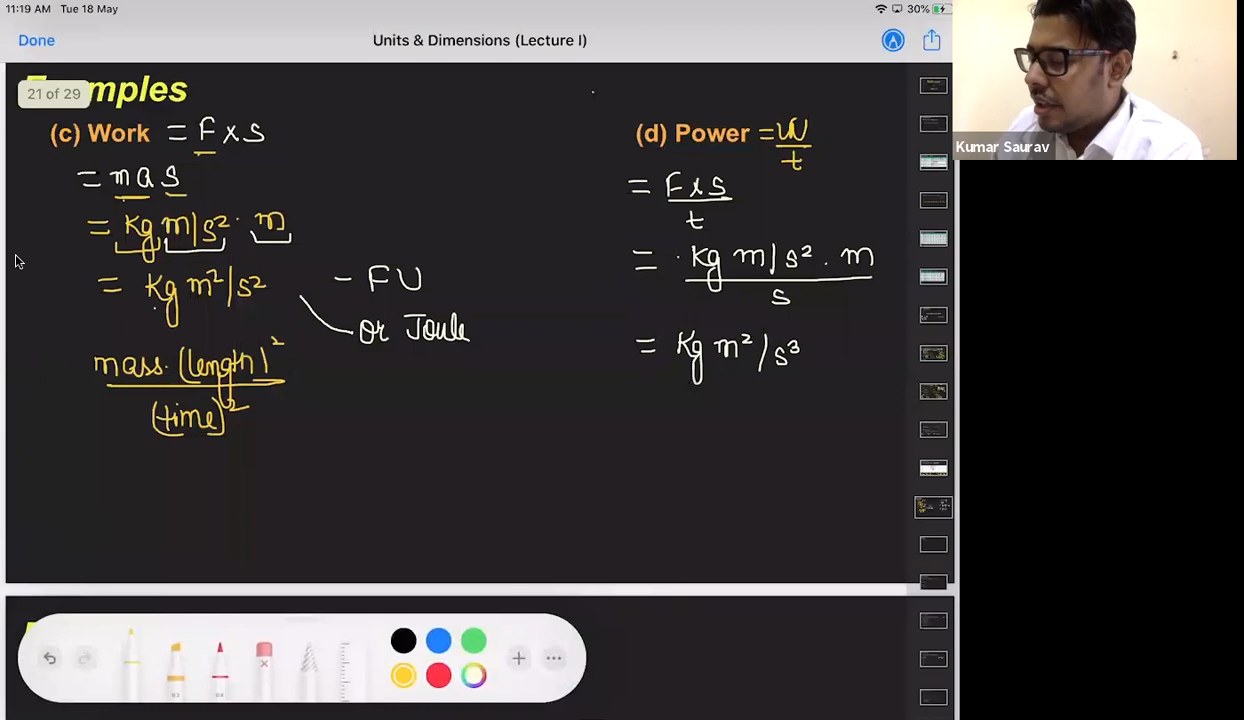 11:19 AM Tue 18 May
30%
Done
Units & Dimensions (Lecture I)
21 of 29
Examples
(c) Work = F x S
= m a S
= Kg m/s² · m
= Kg m²/s²
- FU
or Joule
mass · (length)²
(time)²
(d) Power = W
t
= F x S
t
= Kg m/s² · m
s
= Kg m²/s³
Kumar Saurav